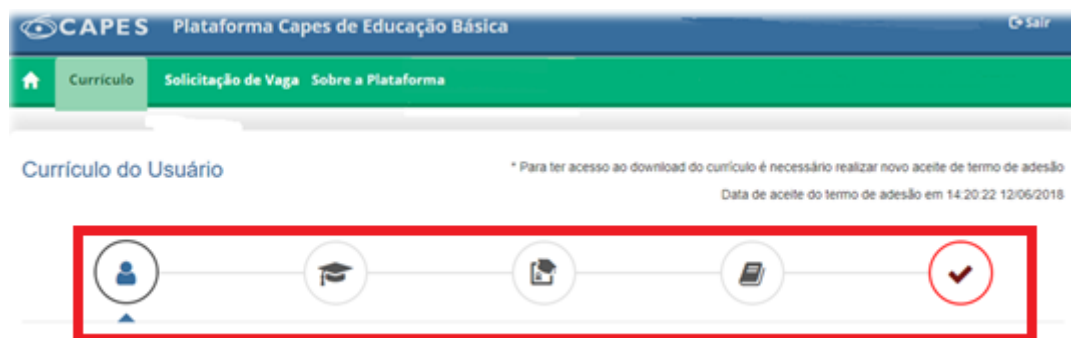 CAPES Plataforma Capes de Educação Básica Sair
Currículo Solicitação de Vaga Sobre a Plataforma
Currículo do Usuário
* Para ter acesso ao download do currículo é necessário realizar novo aceite de termo de adesão
Data de aceite do termo de adesão em 14:20:22 12/06/2018